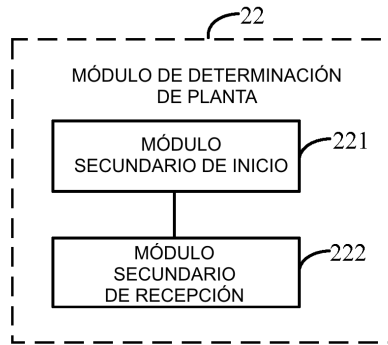 22
MÓDULO DE DETERMINACIÓN
DE PLANTA
MÓDULO
SECUNDARIO DE INICIO
221
MÓDULO
SECUNDARIO
DE RECEPCIÓN
222